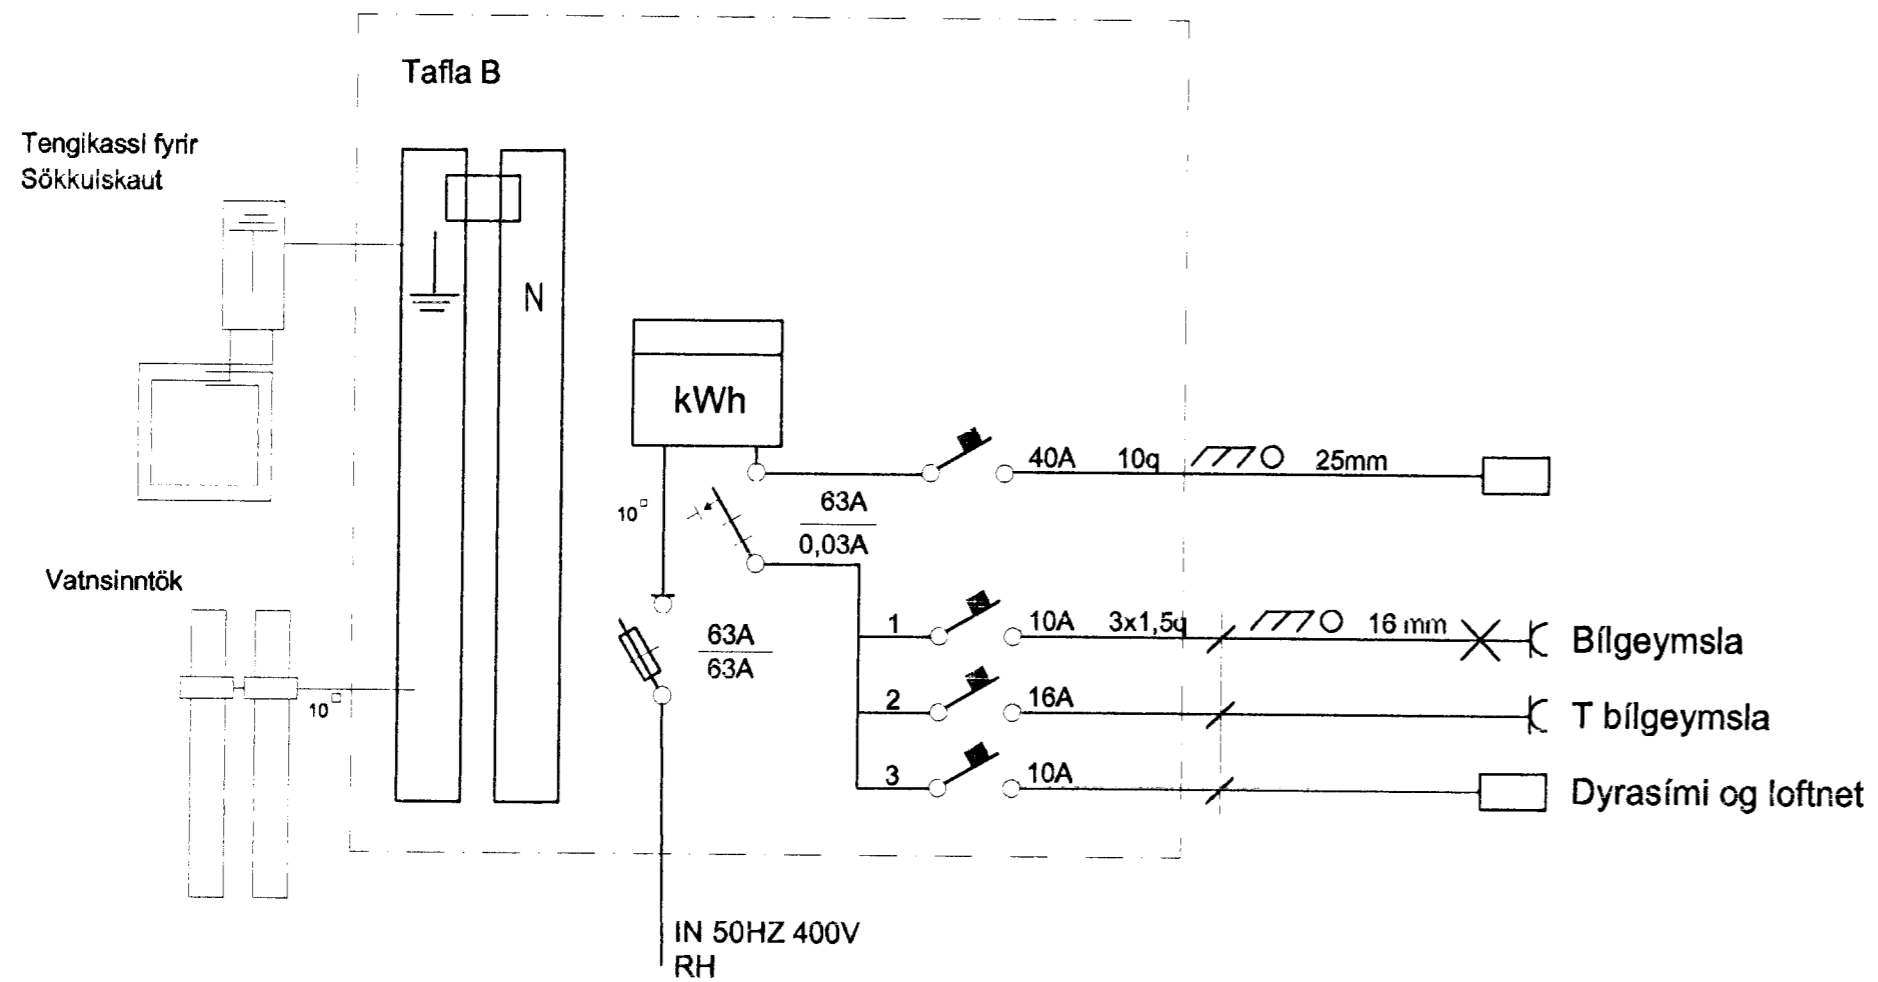 Tafla B
Tengikassi fyrir
Sökkulskaut
N
kWh
40A 10q 25mm
10□
63A
0,03A
Vatnsinntök
1 10A 3x1,5q 16 mm Bílgeymsla
63A
63A
2 16A T bílgeymsla
10□
3 10A Dyrasími og loftnet
IN 50HZ 400V
RH